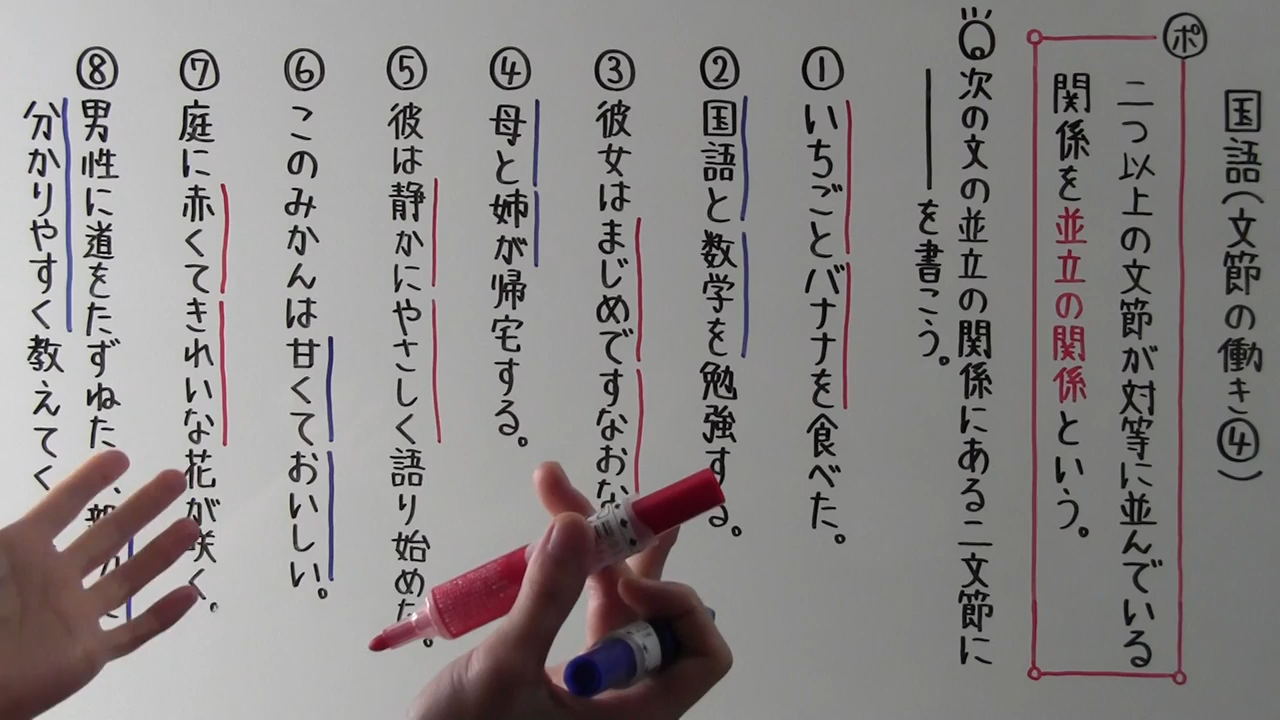 国語(文節の働き④)
ポ
二つ以上の文節が対等に並んでいる
関係を並立の関係という。
Q次の文の並立の関係にある二文節に
を書こう。
①いちごとバナナを食べた。
②国語と数学を勉強する。
③彼女はまじめですなおな
④母と姉が帰宅する。
⑤彼は静かにやさしく語り始めた。
⑥このみかんは甘くておいしい。
⑦庭に赤くてきれいな花が咲く。
⑧男性に道をたずねた
分かりやすく教えてく